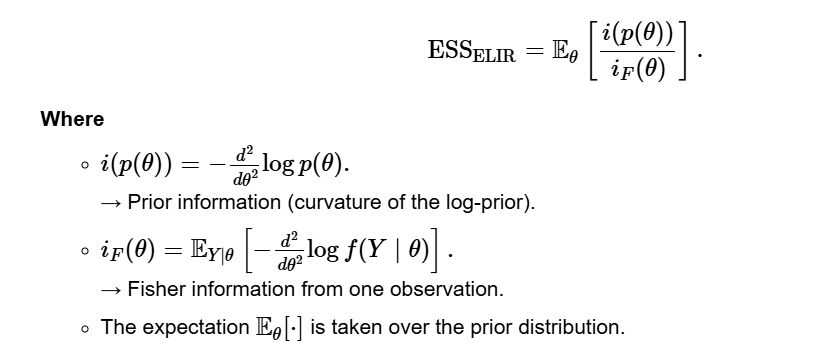 ESS_ELIR = 𝔼_θ [ i(p(θ)) / i_F(θ) ] .
Where
∘ i(p(θ)) = − d²/dθ² log p(θ).
→ Prior information (curvature of the log-prior).
∘ i_F(θ) = 𝔼_{Y|θ} [ − d²/dθ² log f(Y | θ) ] .
→ Fisher information from one observation.
∘ The expectation 𝔼_θ[·] is taken over the prior distribution.